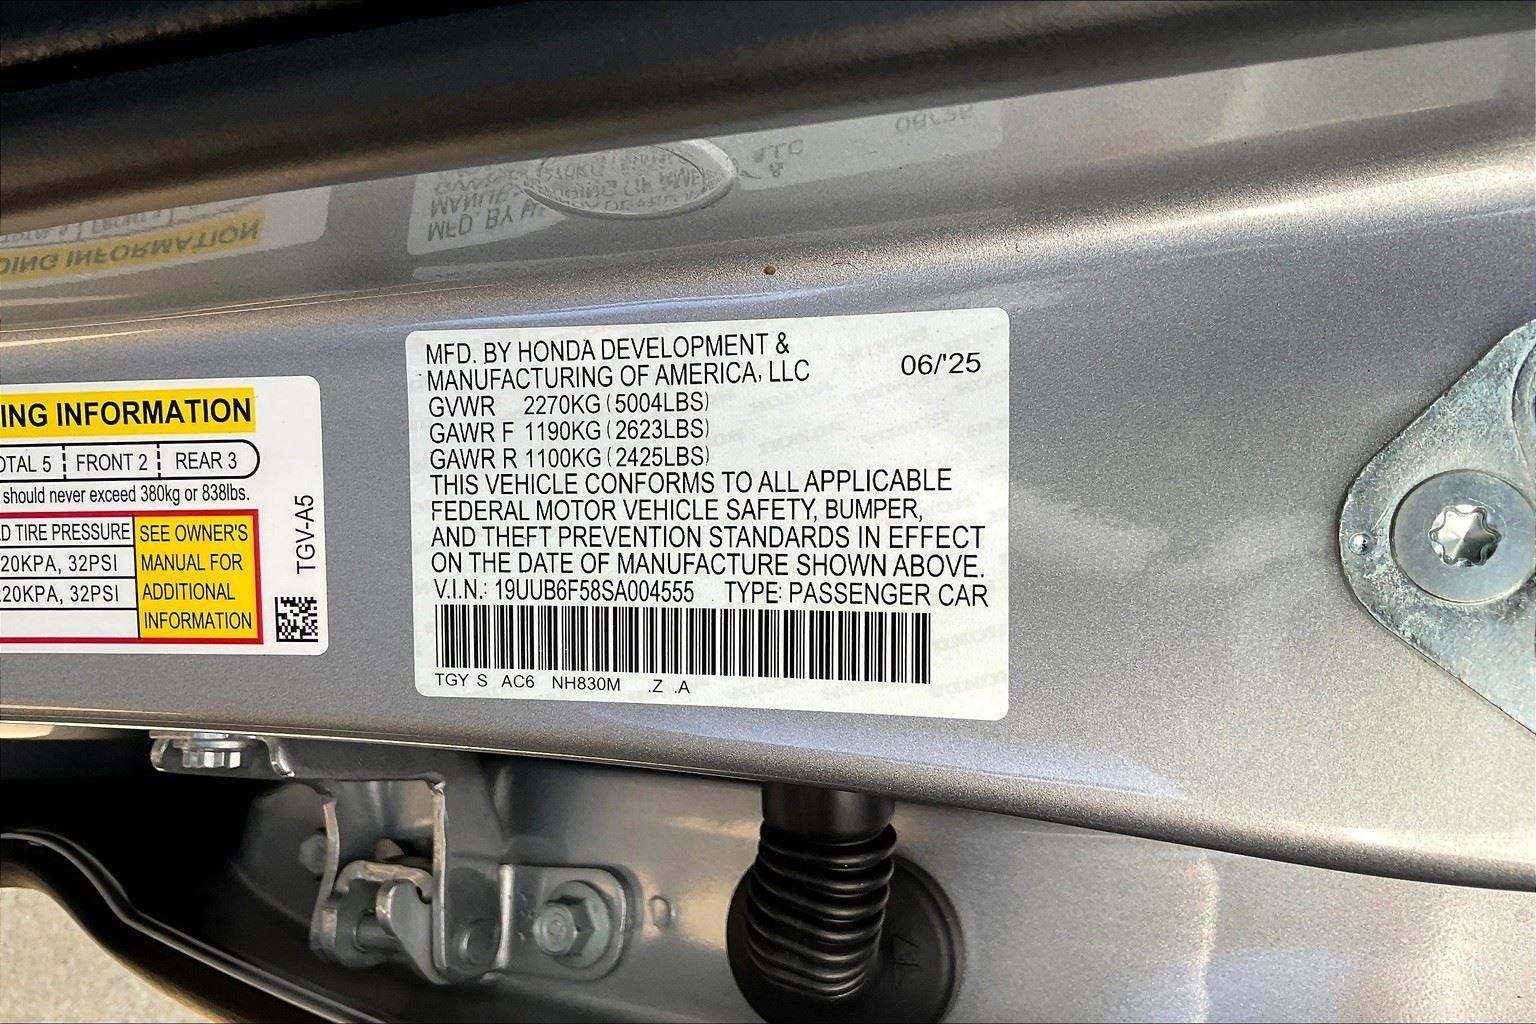 MFD. BY HONDA DEVELOPMENT &
MANUFACTURING OF AMERICA, LLC
06/'25
GVWR 2270KG (5004LBS)
GAWR F 1190KG (2623LBS)
GAWR R 1100KG (2425LBS)
THIS VEHICLE CONFORMS TO ALL APPLICABLE
FEDERAL MOTOR VEHICLE SAFETY, BUMPER,
AND THEFT PREVENTION STANDARDS IN EFFECT
ON THE DATE OF MANUFACTURE SHOWN ABOVE.
V.I.N.: 19UUB6F58SA004555 TYPE: PASSENGER CAR
TGY S AC6 NH830M .Z .A
ING INFORMATION
OTAL 5 FRONT 2 REAR 3
should never exceed 380kg or 838lbs.
D TIRE PRESSURE
20KPA, 32PSI
220KPA, 32PSI
SEE OWNER'S
MANUAL FOR
ADDITIONAL
INFORMATION
TGV-A5